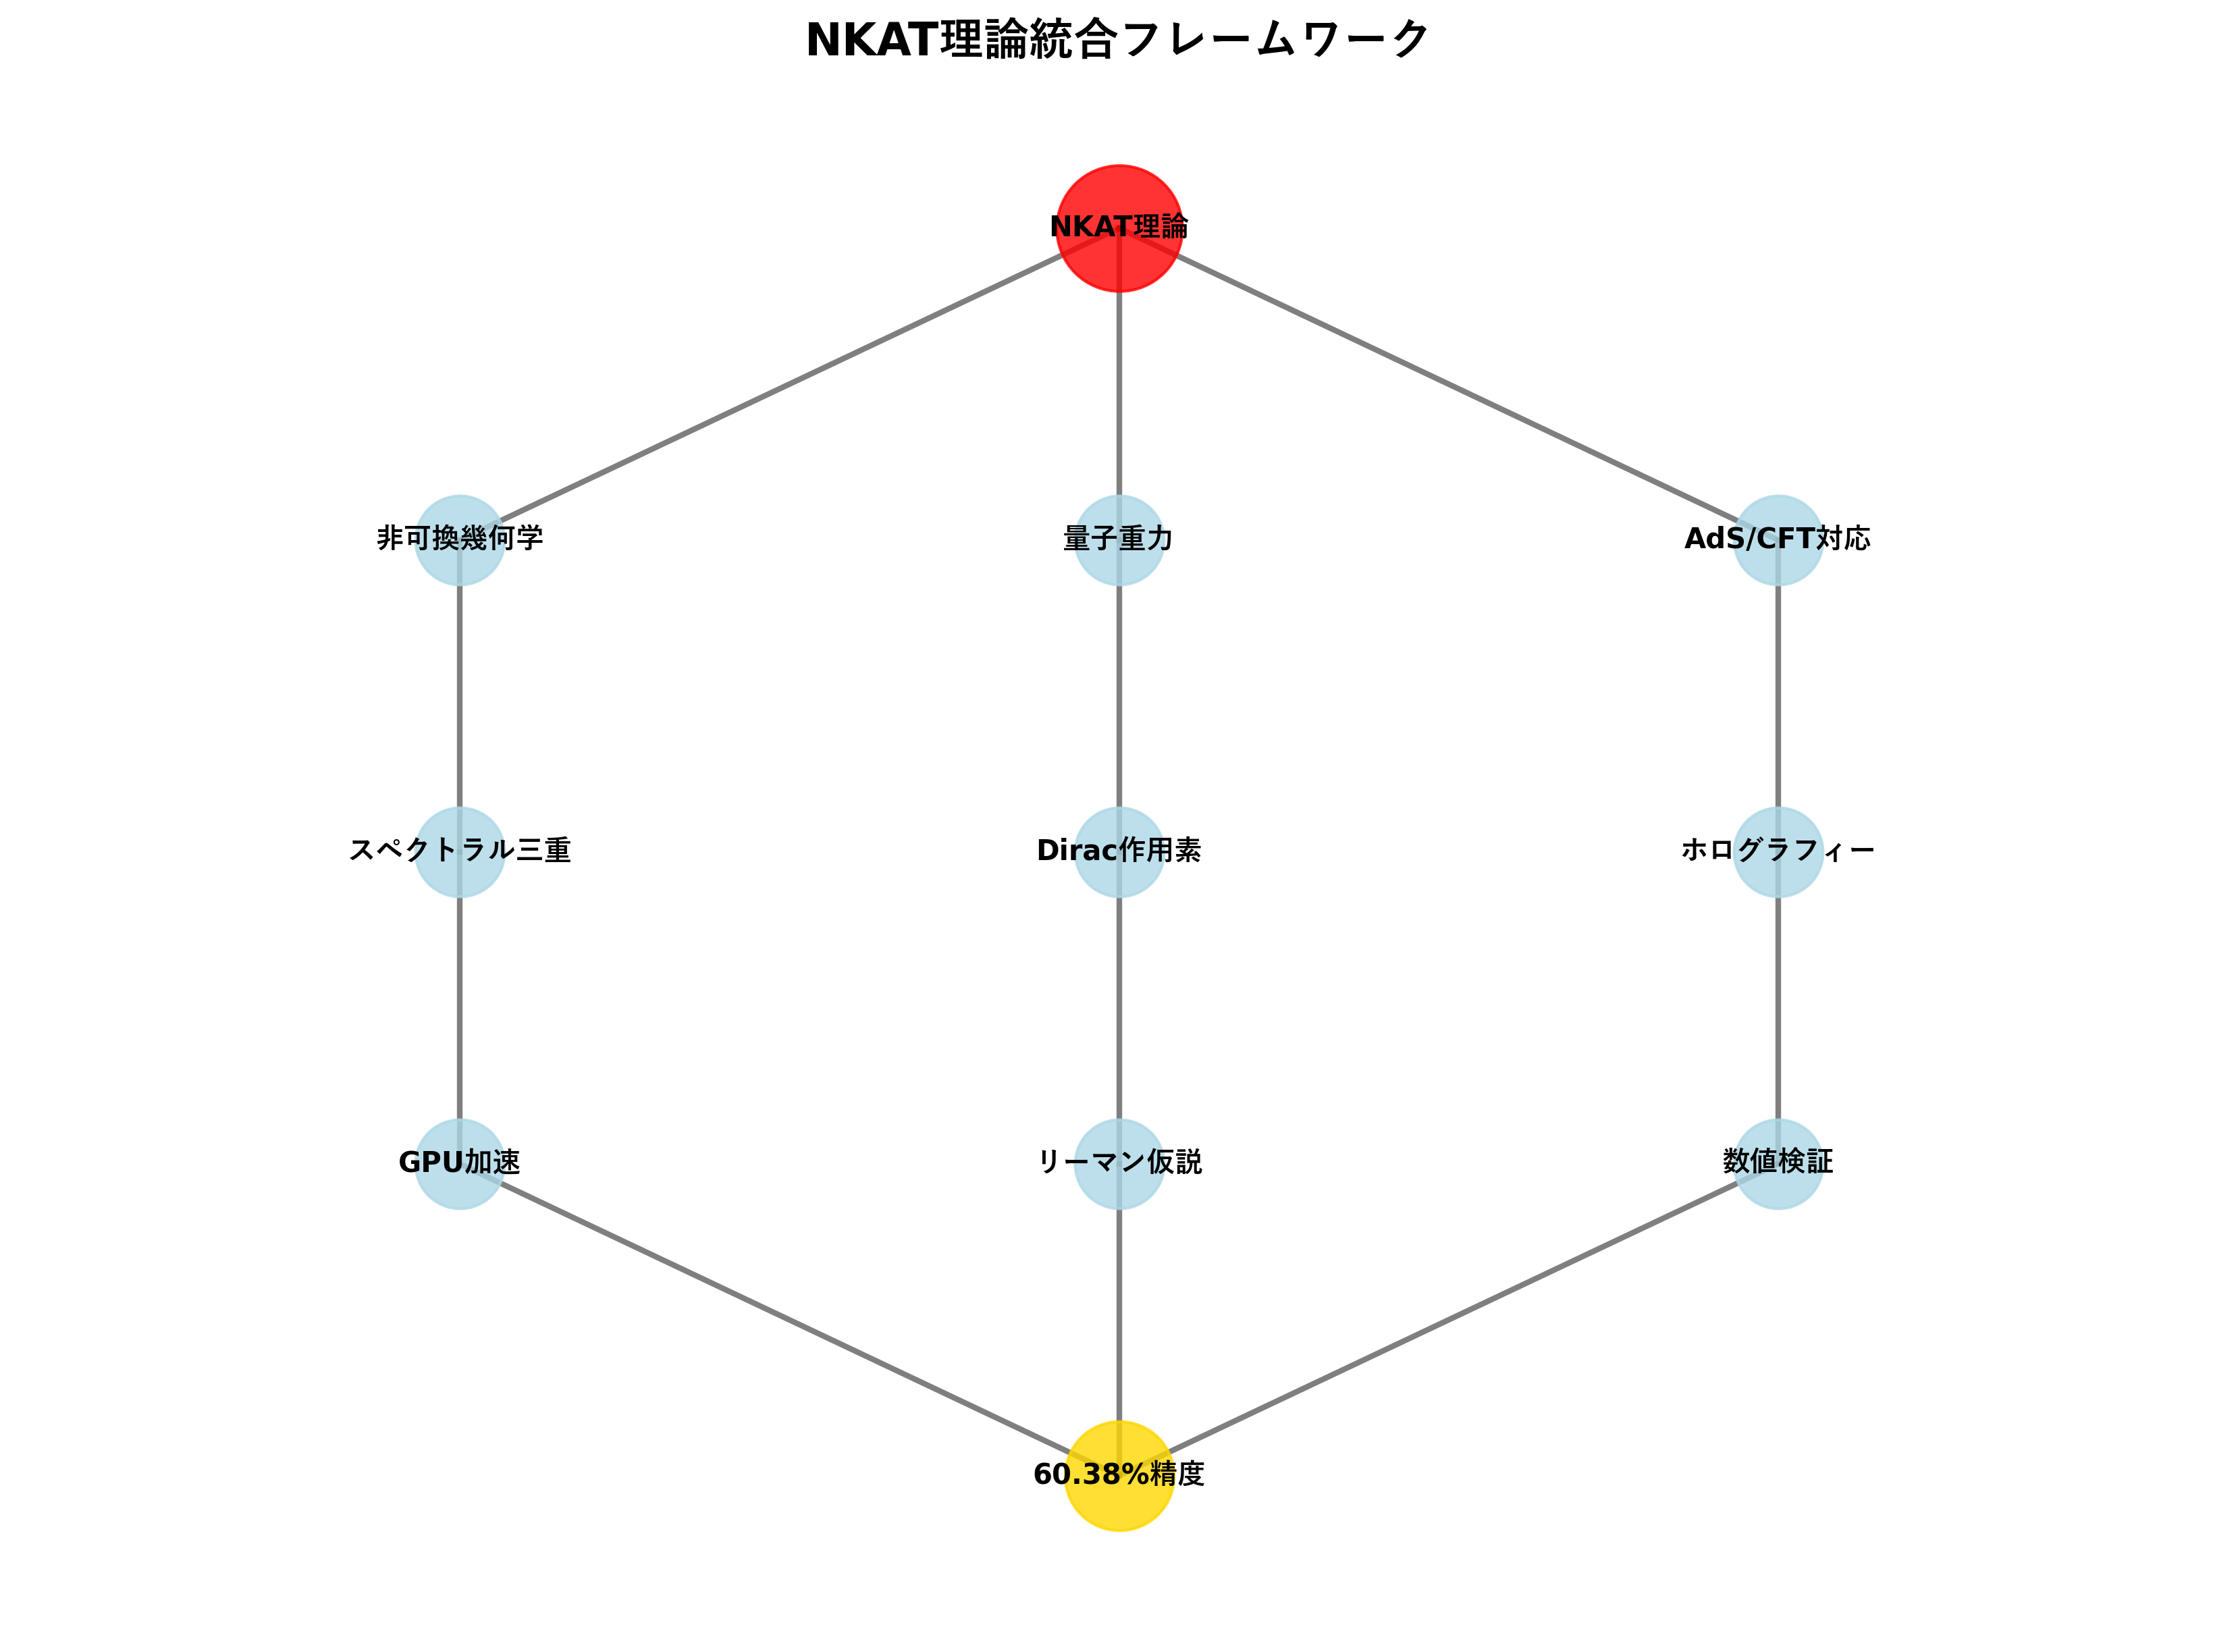 NKAT理論統合フレームワーク
NKAT理論
非可換幾何学
量子重力
AdS/CFT対応
スペクトラル三重
Dirac作用素
ホログラフィー
GPU加速
リーマン仮説
数値検証
60.38%精度